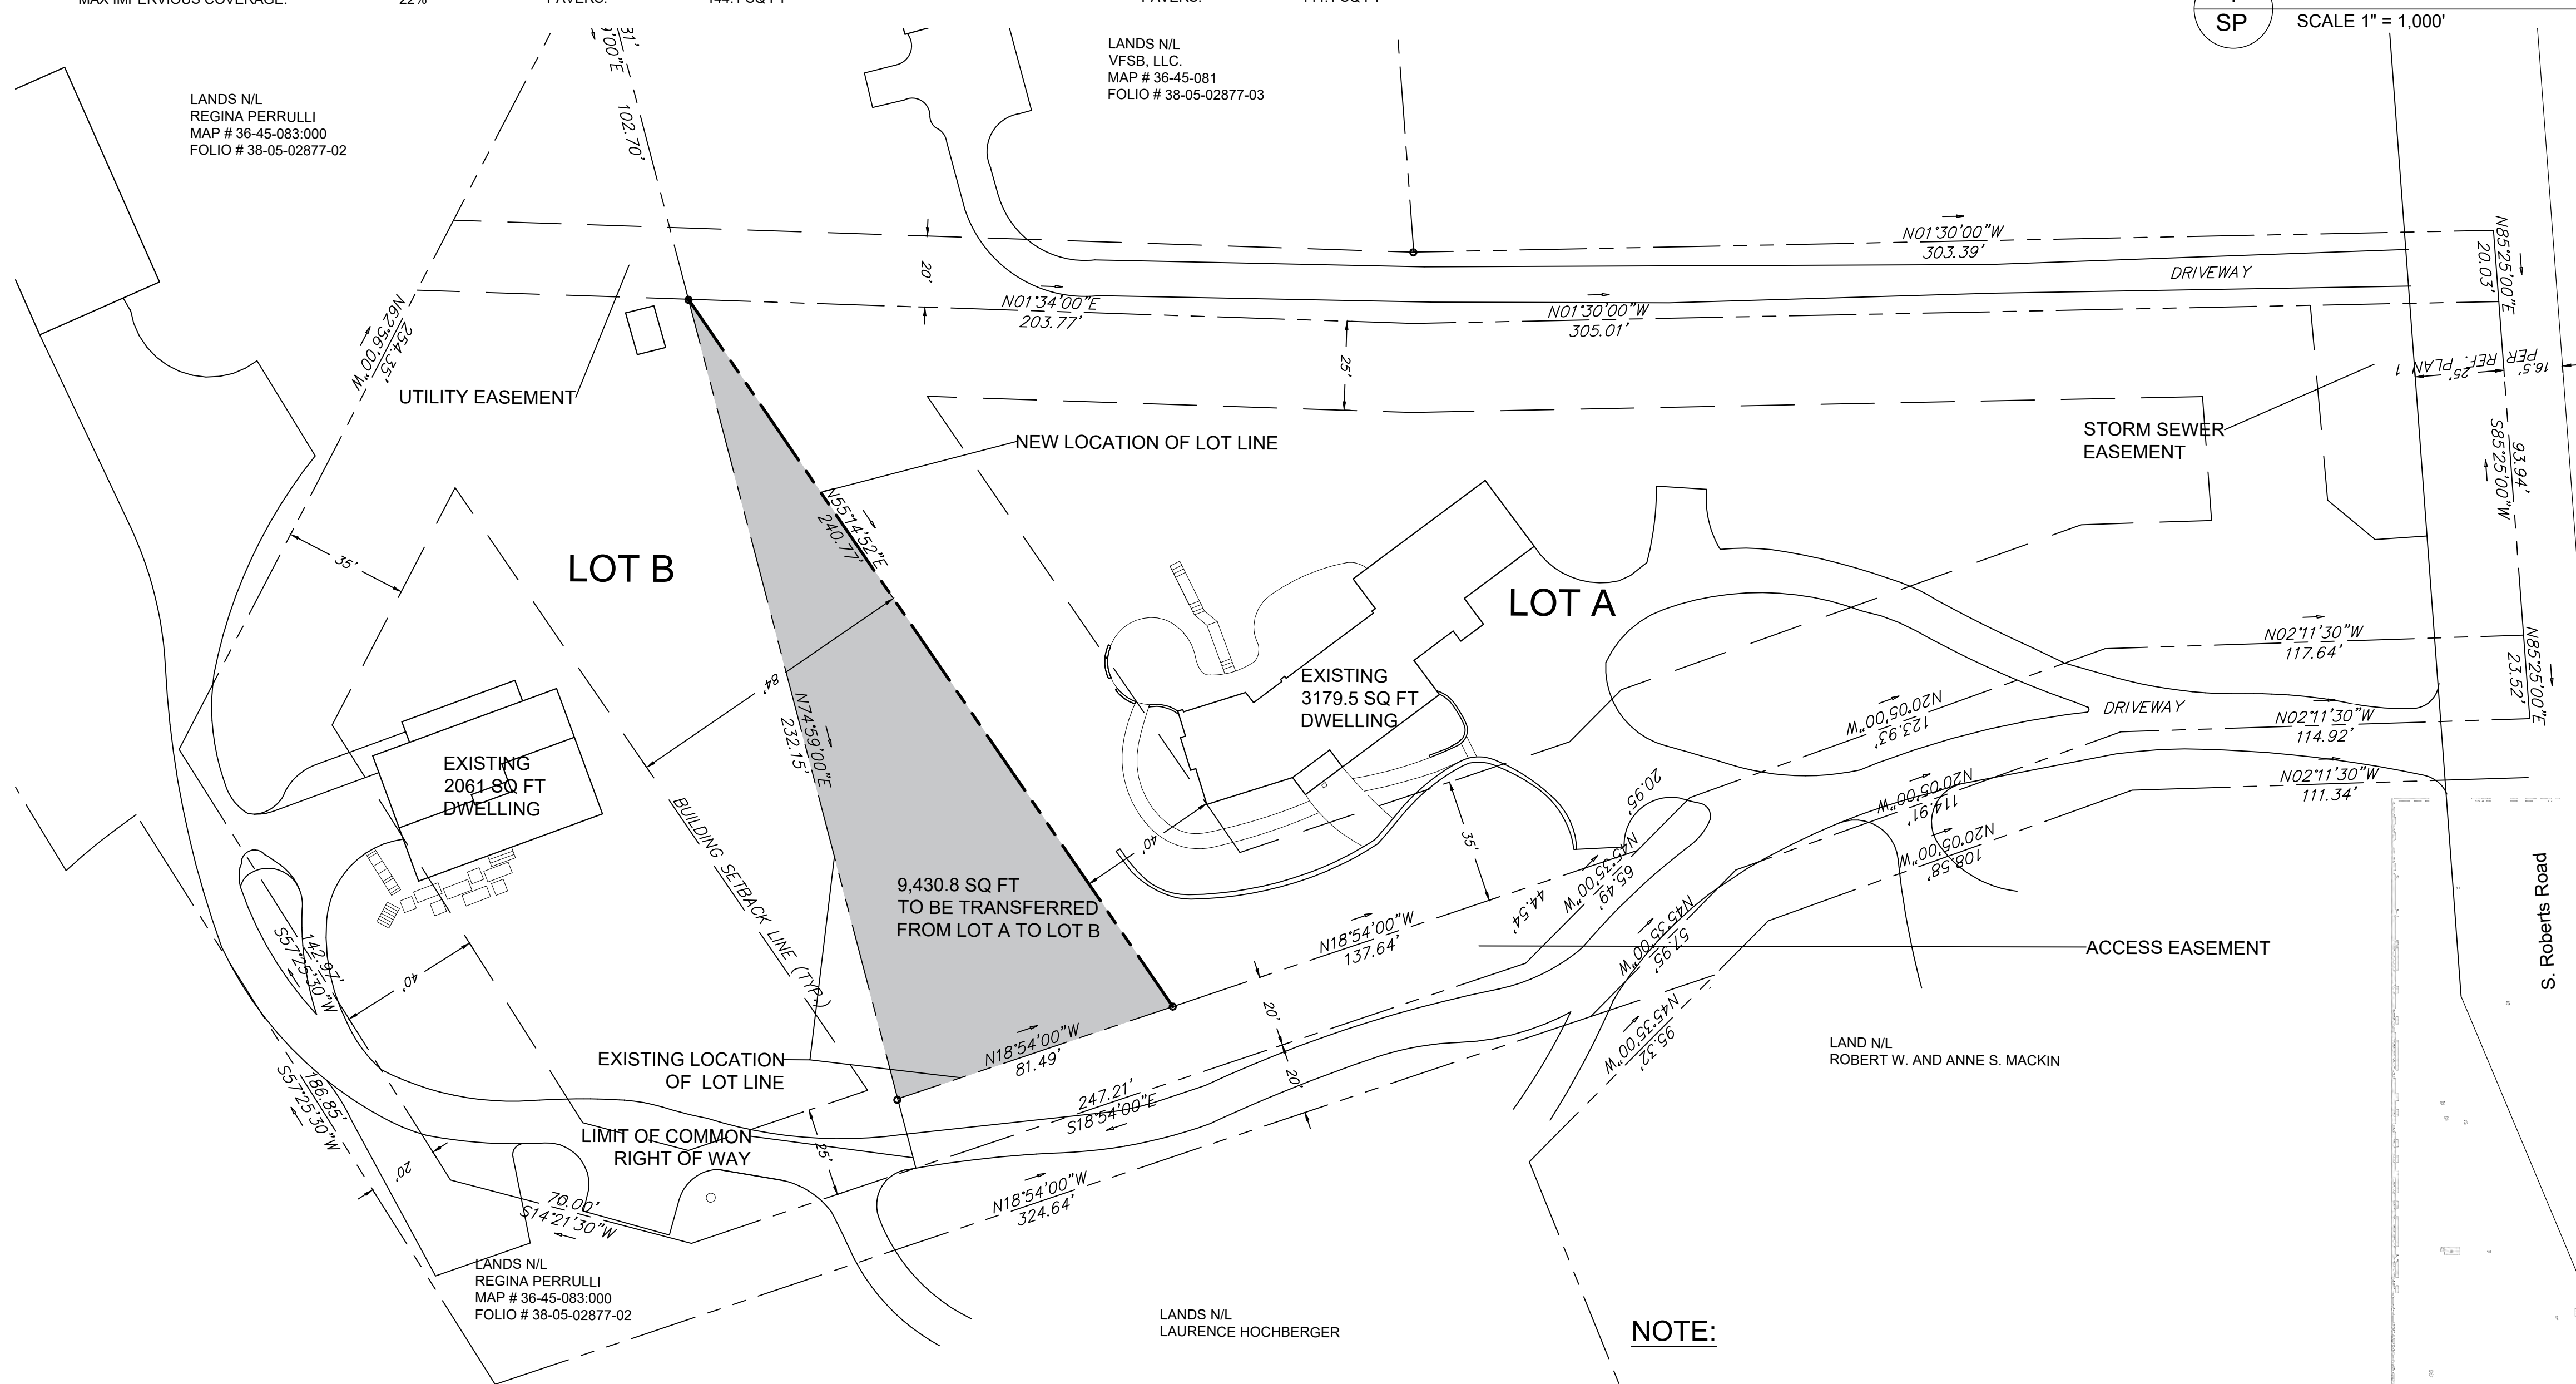 MAX IMPERVIOUS COVERAGE:
22%
PAVERS:
144.1 SQ FT
PAVERS:
SP
SCALE 1" = 1,000'
LANDS N/L
REGINA PERRULLI
MAP # 36-45-083:000
FOLIO # 38-05-02877-02
102.70'
LANDS N/L
VFSB, LLC.
MAP # 36-45-081
FOLIO # 38-05-02877-03
N01°30'00"W
303.39'
N85°25'00"E
20.03'
DRIVEWAY
20'
N01°34'00"E
203.77'
N01°30'00"W
305.01'
25'
N62°56'00"W
254.35'
UTILITY EASEMENT
16.5'
25'
PER REF. PLAN 1
NEW LOCATION OF LOT LINE
STORM SEWER
EASEMENT
93.94'
S85°25'00"W
N55°14'52"E
240.77'
35'
LOT B
LOT A
84'
N74°59'00"E
232.15'
EXISTING
3179.5 SQ FT
DWELLING
N02°11'30"W
117.64'
N85°25'00"E
23.52'
N20°05'00"W
123.93'
DRIVEWAY
N02°11'30"W
114.92'
EXISTING
2061 SQ FT
DWELLING
BUILDING SETBACK LINE (TYP.)
20.95'
N20°05'00"W
114.91'
N02°11'30"W
111.34'
40'
35'
N20°05'00"W
108.58'
9,430.8 SQ FT
TO BE TRANSFERRED
FROM LOT A TO LOT B
N45°35'00"W
65.49'
44.54'
N18°54'00"W
137.64'
N45°35'00"W
57.95'
ACCESS EASEMENT
S. Roberts Road
142.97'
S57°25'30"W
40'
20'
20'
N45°35'00"W
95.32'
EXISTING LOCATION
OF LOT LINE
N18°54'00"W
81.49'
LAND N/L
ROBERT W. AND ANNE S. MACKIN
186.85'
S57°25'30"W
247.21'
S18°54'00"E
LIMIT OF COMMON
RIGHT OF WAY
25'
20'
70.00'
S14°21'30"W
N18°54'00"W
324.64'
LANDS N/L
REGINA PERRULLI
MAP # 36-45-083:000
FOLIO # 38-05-02877-02
LANDS N/L
LAURENCE HOCHBERGER
NOTE: